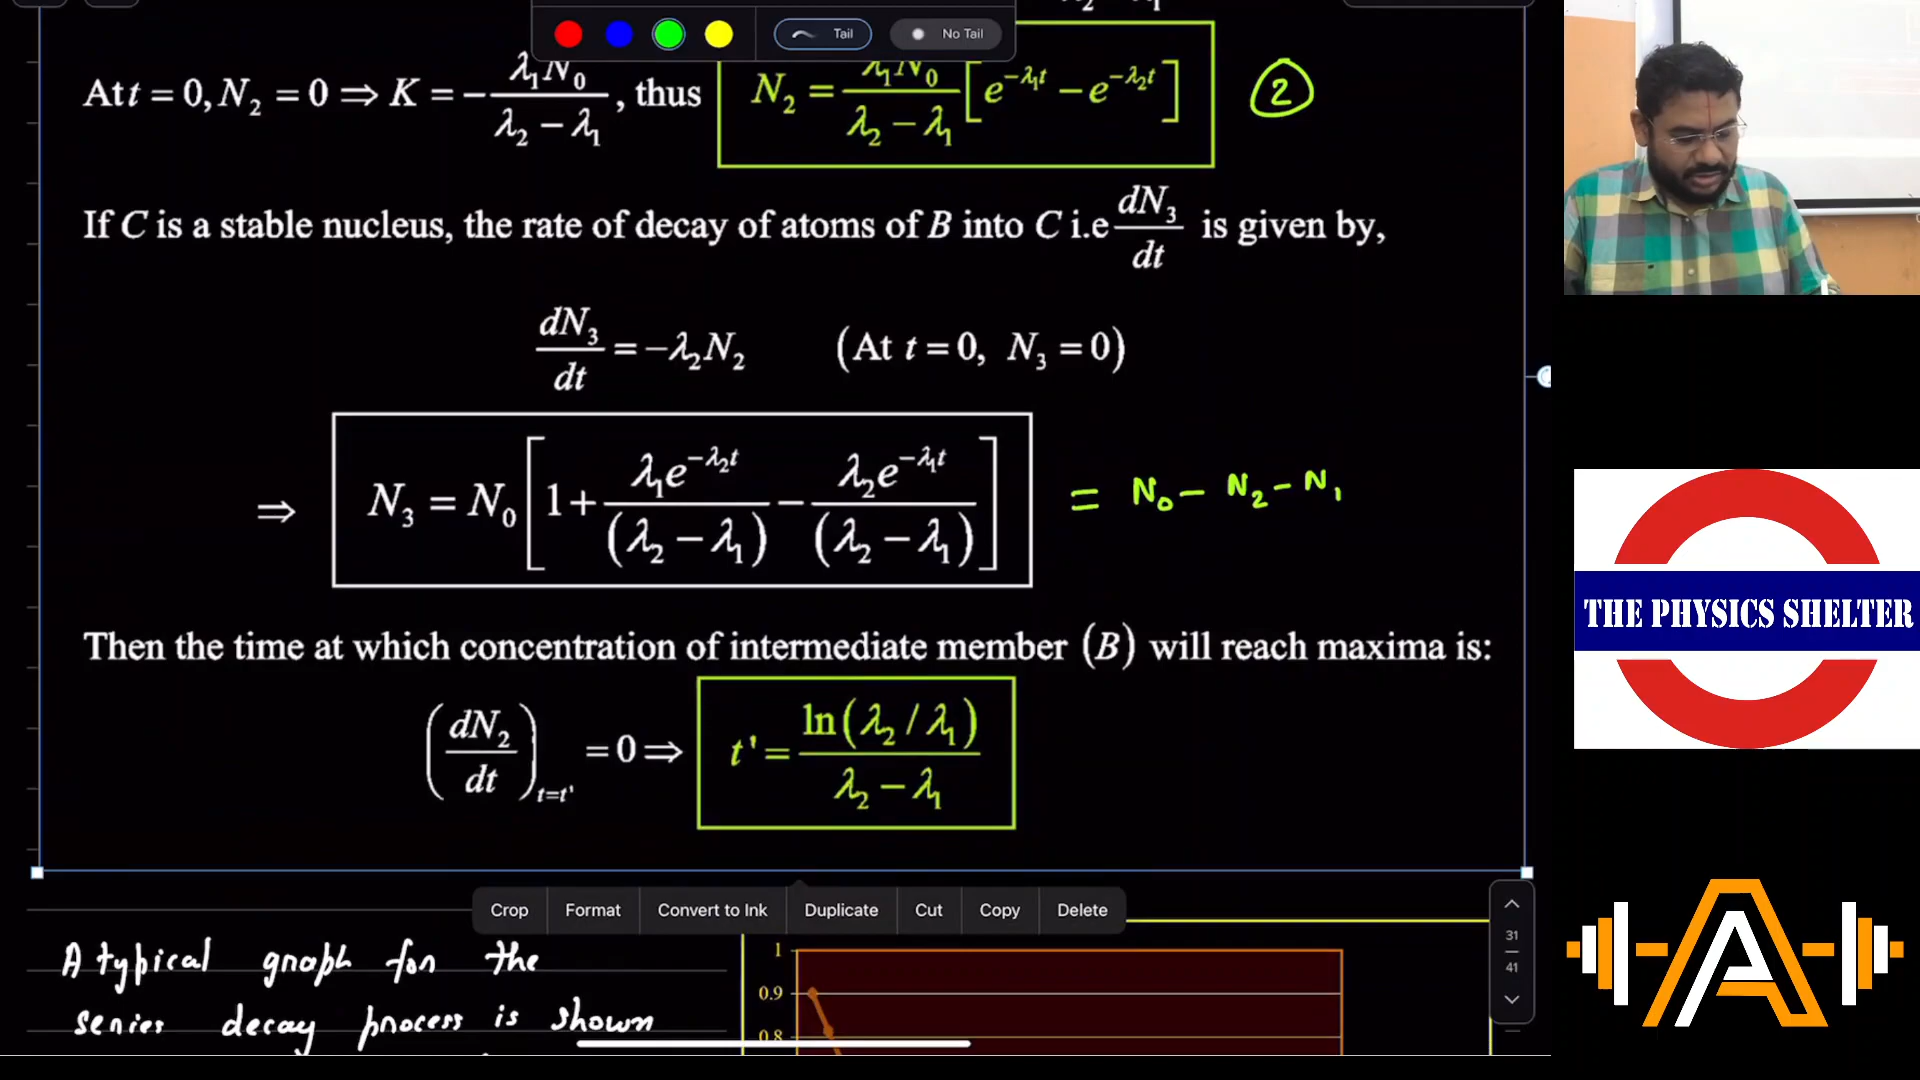 Tail
No Tail
At t = 0, N₂ = 0 ⇒ K = −λ₁N₀/(λ₂ − λ₁), thus N₂ = λ₁N₀/(λ₂ − λ₁) [e^(−λ₁t) − e^(−λ₂t)] ②
If C is a stable nucleus, the rate of decay of atoms of B into C i.e dN₃/dt is given by,
dN₃/dt = −λ₂N₂ (At t = 0, N₃ = 0)
⇒ N₃ = N₀ [1 + λ₁e^(−λ₂t)/(λ₂ − λ₁) − λ₂e^(−λ₁t)/(λ₂ − λ₁)] = N₀ − N₂ − N₁
Then the time at which concentration of intermediate member (B) will reach maxima is:
(dN₂/dt)ₜ₌ₜ' = 0 ⇒ t' = ln(λ₂ / λ₁)/(λ₂ − λ₁)
Crop Format Convert to Ink Duplicate Cut Copy Delete
31
41
A typical graph for the
series decay process is shown
1
0.9
0.8
THE PHYSICS SHELTER